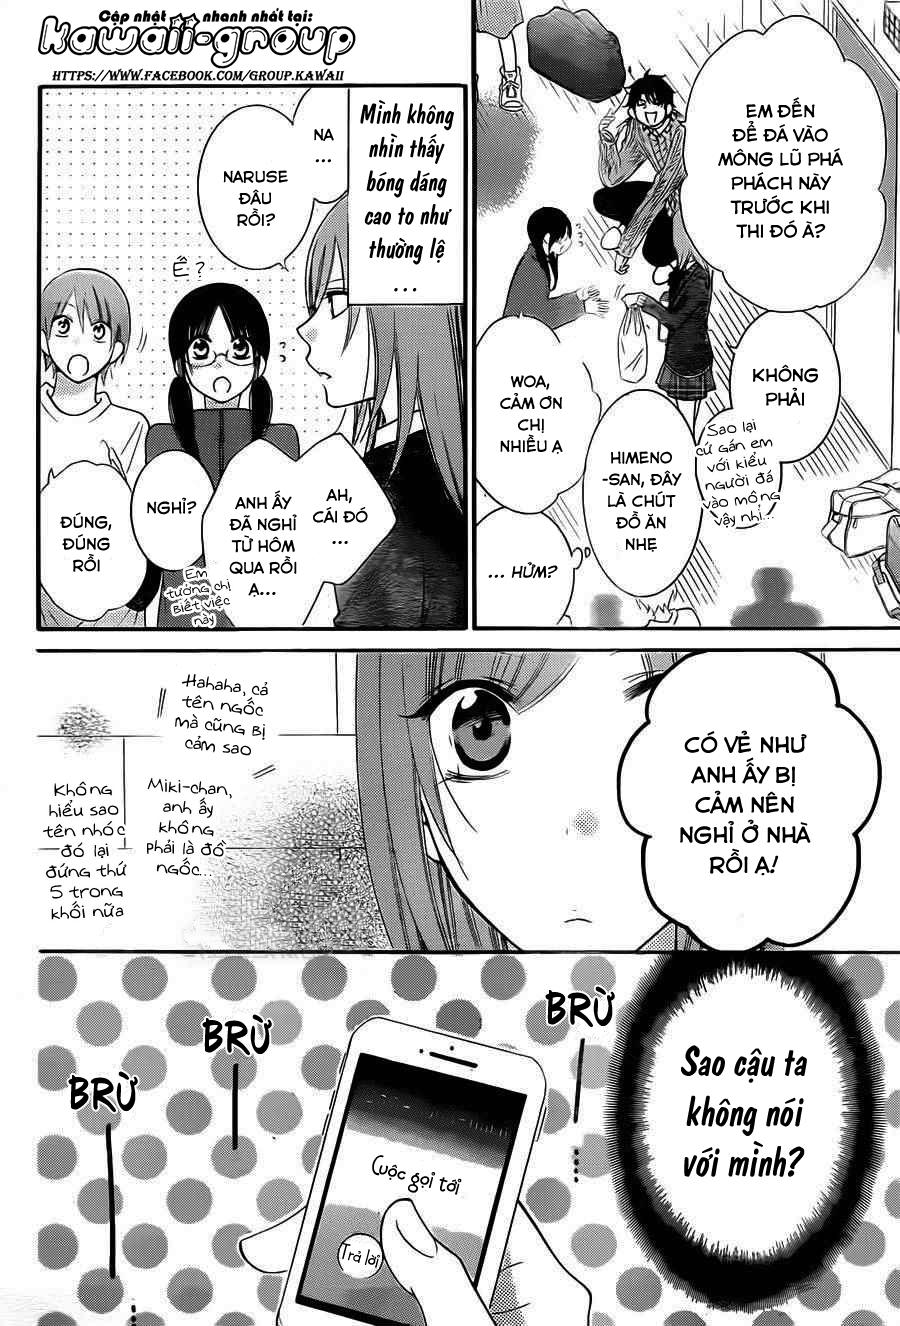 Cập nhật nhanh nhất tại:
kawaii-group
HTTPS://WWW.FACEBOOK.COM/GROUP.KAWAII
EM ĐẾN
ĐỂ ĐÁ VÀO
MÔNG LŨ PHÁ
PHÁCH NÀY
TRƯỚC KHI
THI ĐÓ À?
KHÔNG
PHẢI
Sao lại
cứ gán em
với kiểu
người đá
vào mông
vậy nhỉ...
HIMENO
-SAN, ĐÂY
LÀ CHÚT
ĐỒ ĂN
NHẸ
WOA,
CẢM ƠN
CHỊ
NHIỀU Ạ
... HỬM?
Mình không
nhìn thấy
bóng dáng
cao to như
thường lệ
...
NA
...
NARUSE
ĐÂU
RỒI?
Ế?
AH,
CÁI ĐÓ
...
ANH ẤY
ĐÃ NGHỈ
TỪ HÔM
QUA RỒI
Ạ...
NGHỈ?
Em
tưởng chị
Biết việc
này
ĐÚNG,
ĐÚNG
RỒI
CÓ VẺ NHƯ
ANH ẤY BỊ
CẢM NÊN
NGHỈ Ở NHÀ
RỒI Ạ!
Hahaha, cả
tên ngốc
mà cũng bị
cảm sao
Miki-chan,
anh ấy
không
phải là đồ
ngốc...
Không
hiểu sao
tên nhóc
đó lại
đứng thứ
5 trong
khối nữa
Sao cậu ta
không nói
với mình?
BRỪ
BRỪ
BRỪ
Cuộc gọi tới
Trả lời